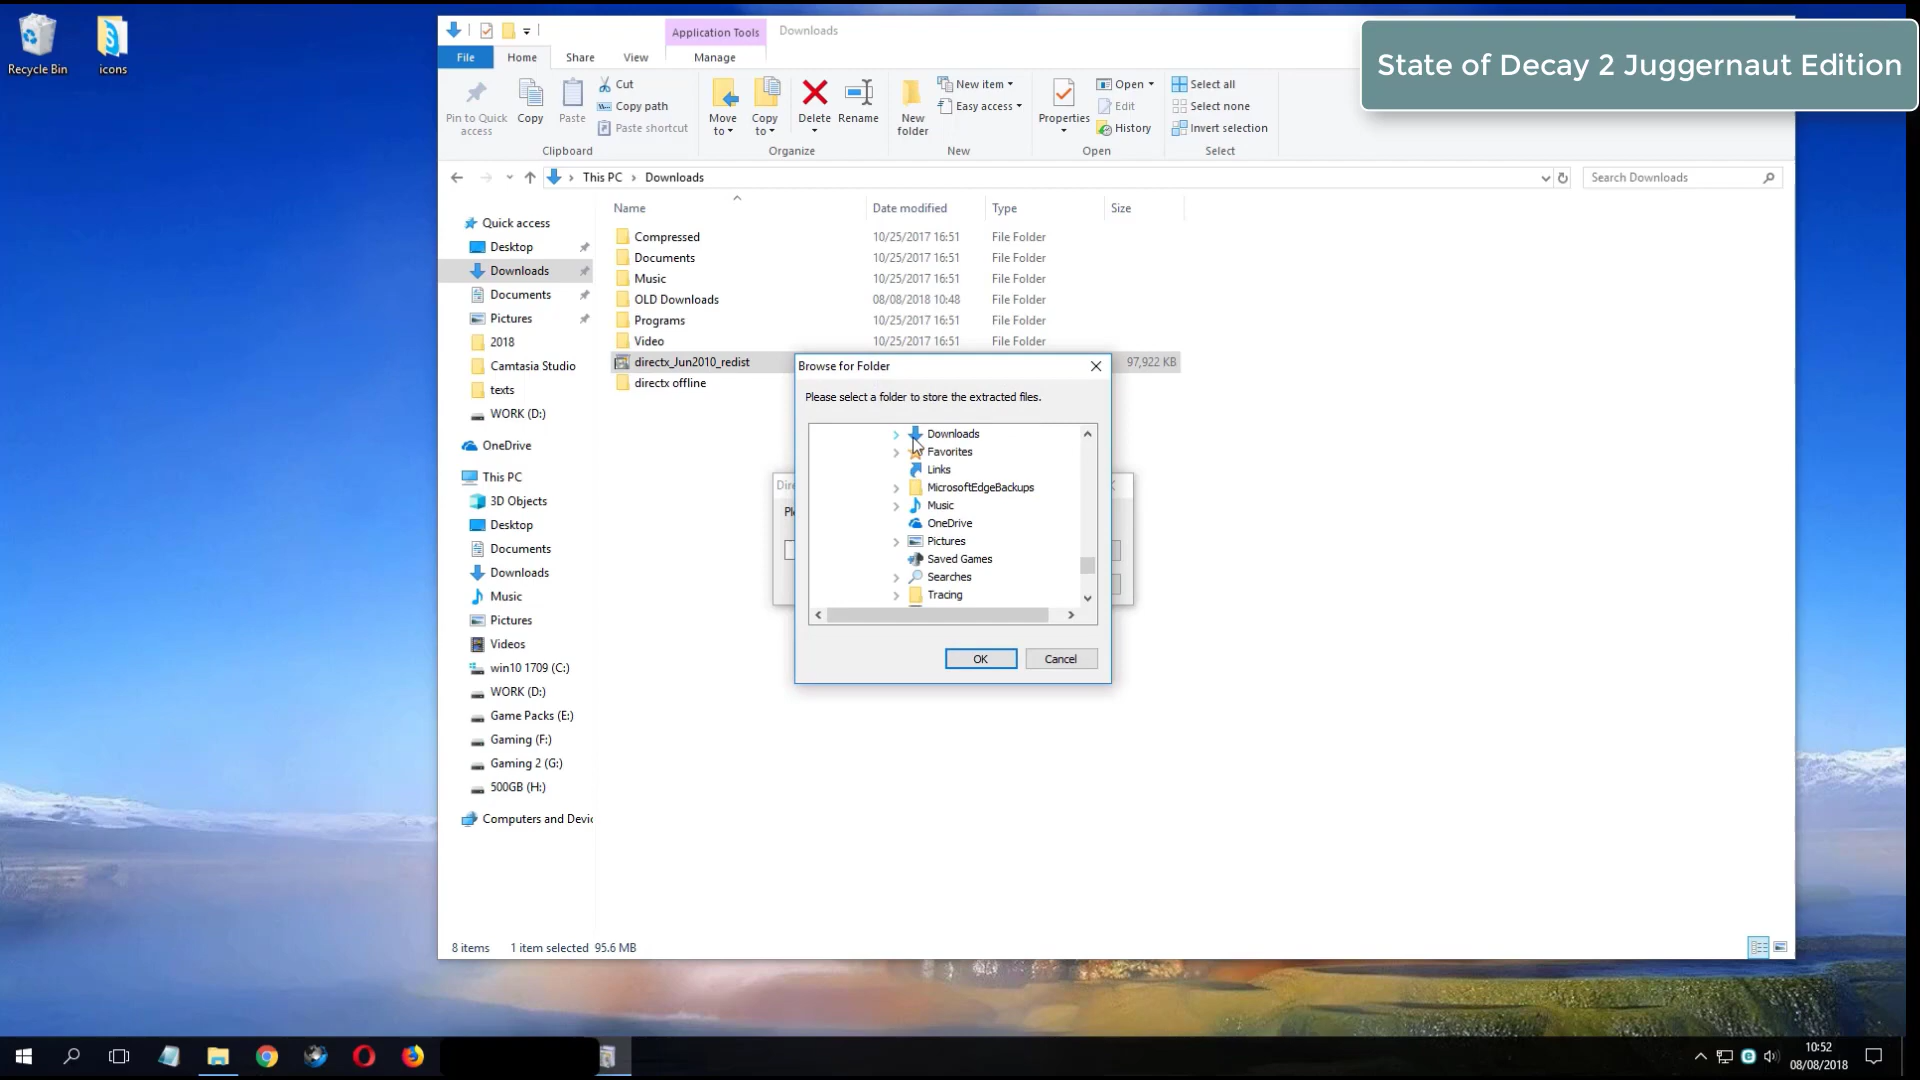 Recycle Bin
icons
Application Tools
Downloads
File
Home
Share
View
Manage
State of Decay 2 Juggernaut Edition
Pin to Quick
access
Copy
Paste
Cut
Copy path
Paste shortcut
Clipboard
Move
to
Copy
to
Delete
Rename
Organize
New
folder
New item
Easy access
New
Properties
Open
Edit
History
Open
Select all
Select none
Invert selection
Select
This PC
Downloads
Search Downloads
Name
Date modified
Type
Size
Quick access
Desktop
Downloads
Documents
Pictures
2018
Camtasia Studio
texts
WORK (D:)
OneDrive
This PC
3D Objects
Desktop
Documents
Downloads
Music
Pictures
Videos
win10 1709 (C:)
WORK (D:)
Game Packs (E:)
Gaming (F:)
Gaming 2 (G:)
500GB (H:)
Computers and Devic
Compressed 10/25/2017 16:51 File Folder
Documents 10/25/2017 16:51 File Folder
Music 10/25/2017 16:51 File Folder
OLD Downloads 08/08/2018 10:48 File Folder
Programs 10/25/2017 16:51 File Folder
Video 10/25/2017 16:51 File Folder
directx_Jun2010_redist 97,922 KB
directx offline
Browse for Folder
Please select a folder to store the extracted files.
Downloads
Favorites
Links
MicrosoftEdgeBackups
Music
OneDrive
Pictures
Saved Games
Searches
Tracing
OK
Cancel
8 items
1 item selected 95.6 MB
10:52
08/08/2018